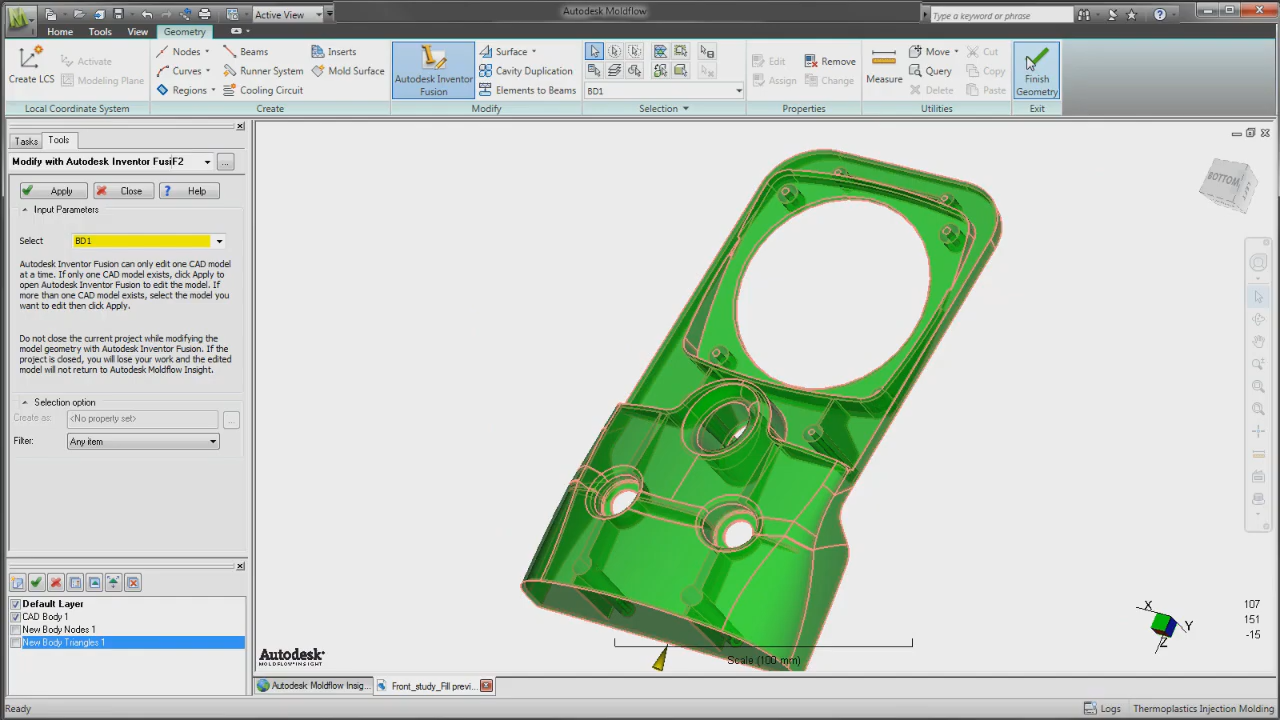 Active View
Autodesk Moldflow
Type a keyword or phrase
Home
Tools
View
Geometry
Create LCS
Activate
Modeling Plane
Local Coordinate System
Nodes
Curves
Regions
Beams
Runner system
Cooling Circuit
Inserts
Mold Surface
Create
Autodesk Inventor
Fusion
Surface
Cavity Duplication
Elements to Beams
Modify
BD1
Selection
Edit
Assign
Remove
Change
Properties
Measure
Move
Query
Delete
Cut
Copy
Paste
Utilities
Finish
Geometry
Exit
Tasks
Tools
Modify with Autodesk Inventor FusiF2
...
Apply
Close
? Help
Input Parameters
Select
BD1
Autodesk Inventor Fusion can only edit one CAD model
at a time. If only one CAD model exists, click Apply to
open Autodesk Inventor Fusion to edit the model. If
more than one CAD model exists, select the model you
want to edit then click Apply.
Do not close the current project while modifying the
model geometry with Autodesk Inventor Fusion. If the
project is closed, you will lose your work and the edited
model will not return to Autodesk Moldflow Insight.
Selection option
Create as:
<No property set>
...
Filter:
Any item
Default Layer
CAD Body 1
New Body Nodes 1
New Body Triangles 1
BOTTOM
Autodesk®
MOLDFLOW® INSIGHT
Scale (100 mm)
X
Y
Z
107
151
-15
Autodesk Moldflow Insig...
Front_study_Fill previ...
Ready
Logs
Thermoplastics Injection Molding